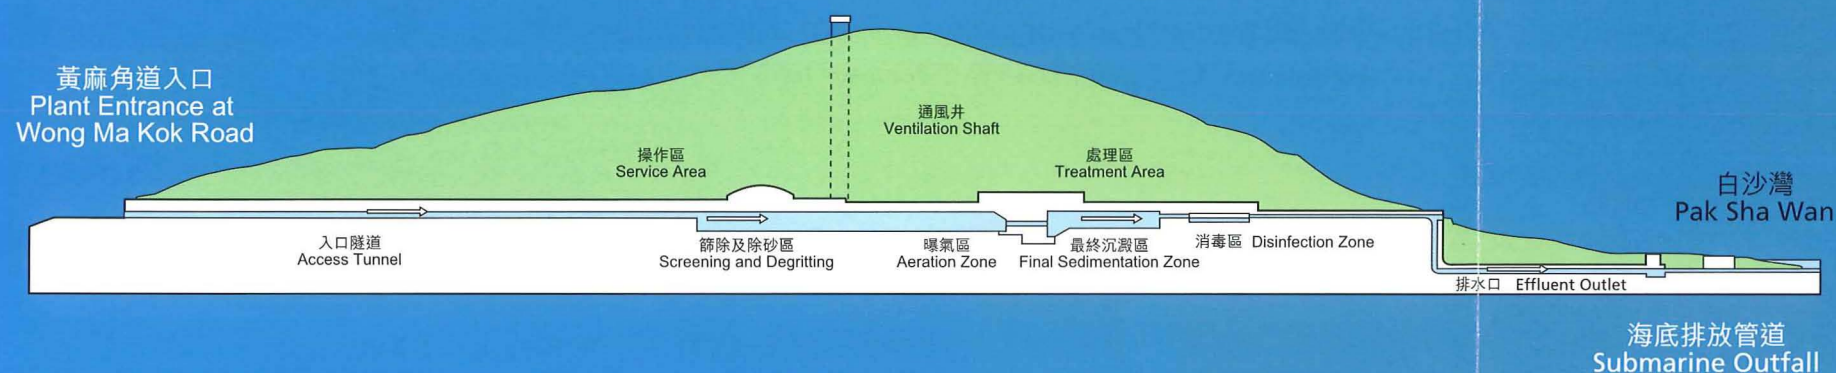 黃麻角道入口
Plant Entrance at
Wong Ma Kok Road
通風井
Ventilation Shaft
操作區
Service Area
處理區
Treatment Area
白沙灣
Pak Sha Wan
入口隧道
Access Tunnel
篩除及除砂區
Screening and Degritting
曝氣區
Aeration Zone
最終沉澱區
Final Sedimentation Zone
消毒區 Disinfection Zone
排水口 Effluent Outlet
海底排放管道
Submarine Outfall